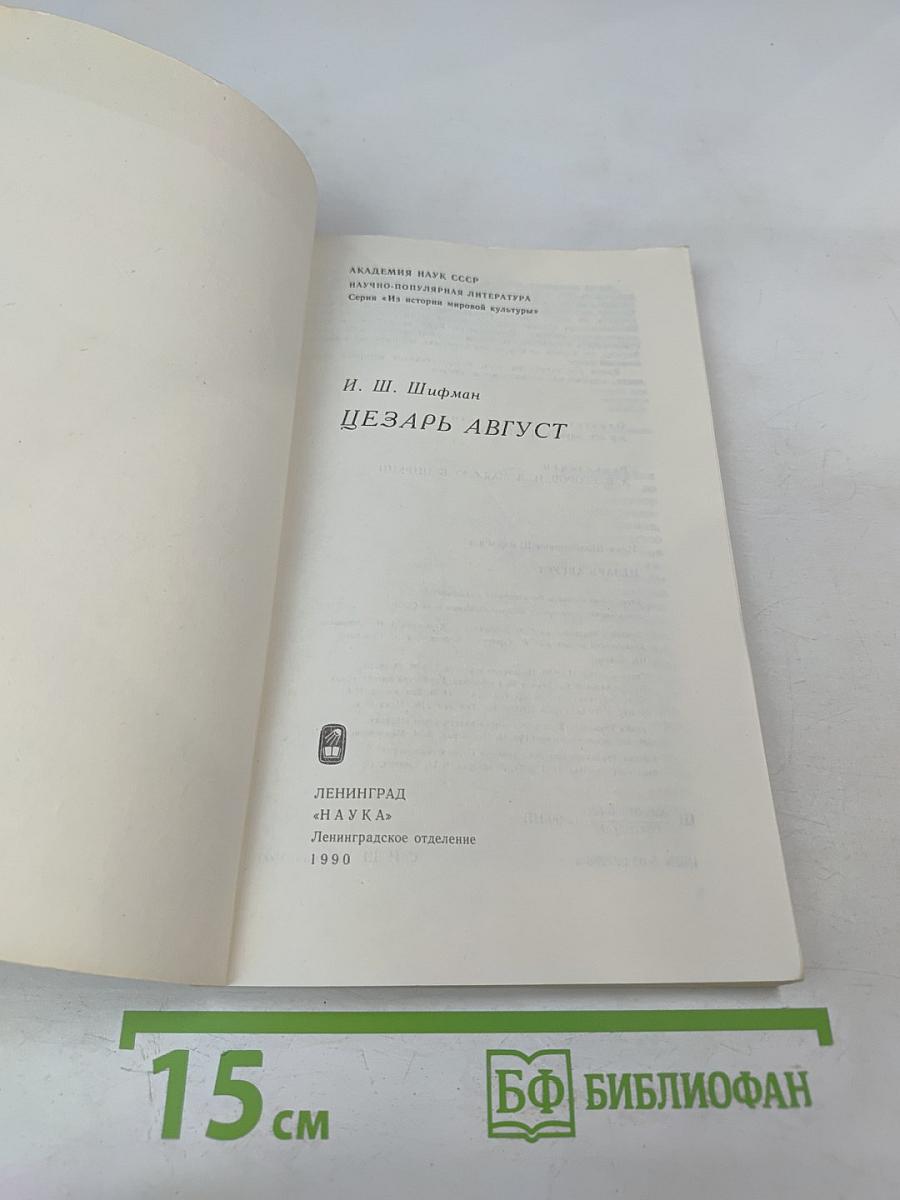 АКАДЕМИЯ НАУК СССР
НАУЧНО-ПОПУЛЯРНАЯ ЛИТЕРАТУРА
Серия «Из истории мировой культуры»
И. Ш. Шифман
ЦЕЗАРЬ АВГУСТ
ЛЕНИНГРАД
«НАУКА»
Ленинградское отделение
1990
15 см
БФ БИБЛИОФАН